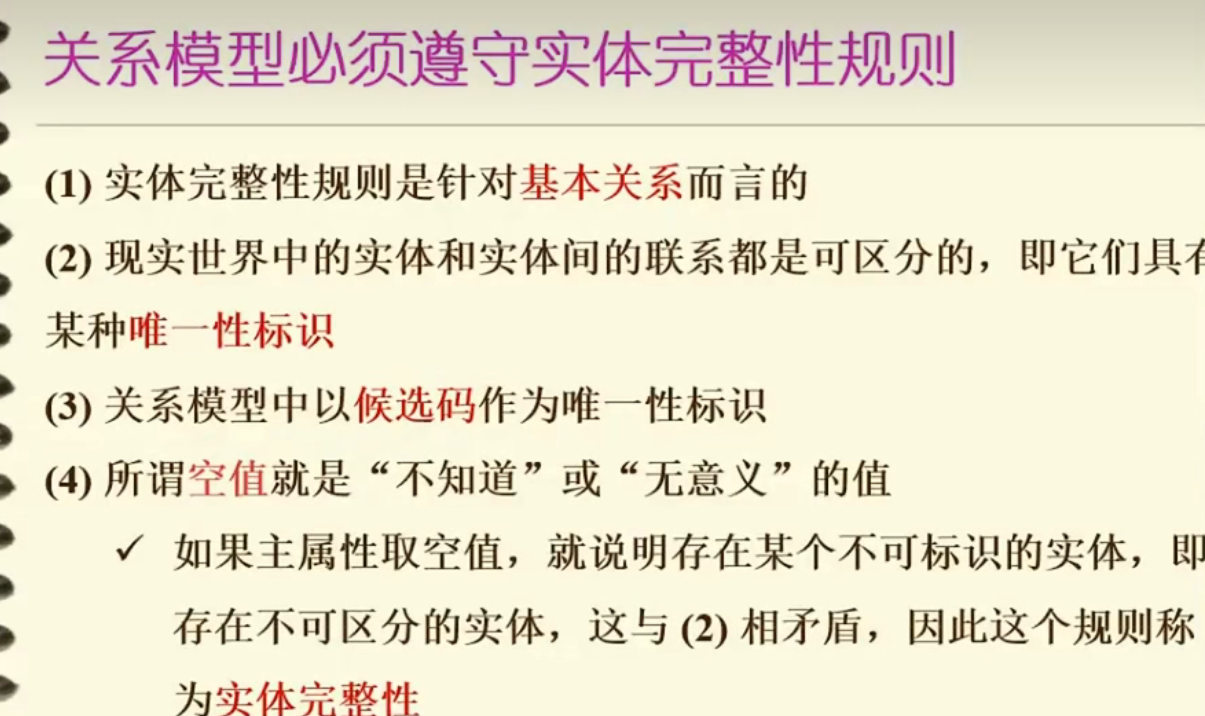 关系模型必须遵守实体完整性规则
(1) 实体完整性规则是针对基本关系而言的
(2) 现实世界中的实体和实体间的联系都是可区分的，即它们具有
某种唯一性标识
(3) 关系模型中以候选码作为唯一性标识
(4) 所谓空值就是“不知道”或“无意义”的值
✓ 如果主属性取空值，就说明存在某个不可标识的实体，即
存在不可区分的实体，这与 (2) 相矛盾，因此这个规则称
为实体完整性